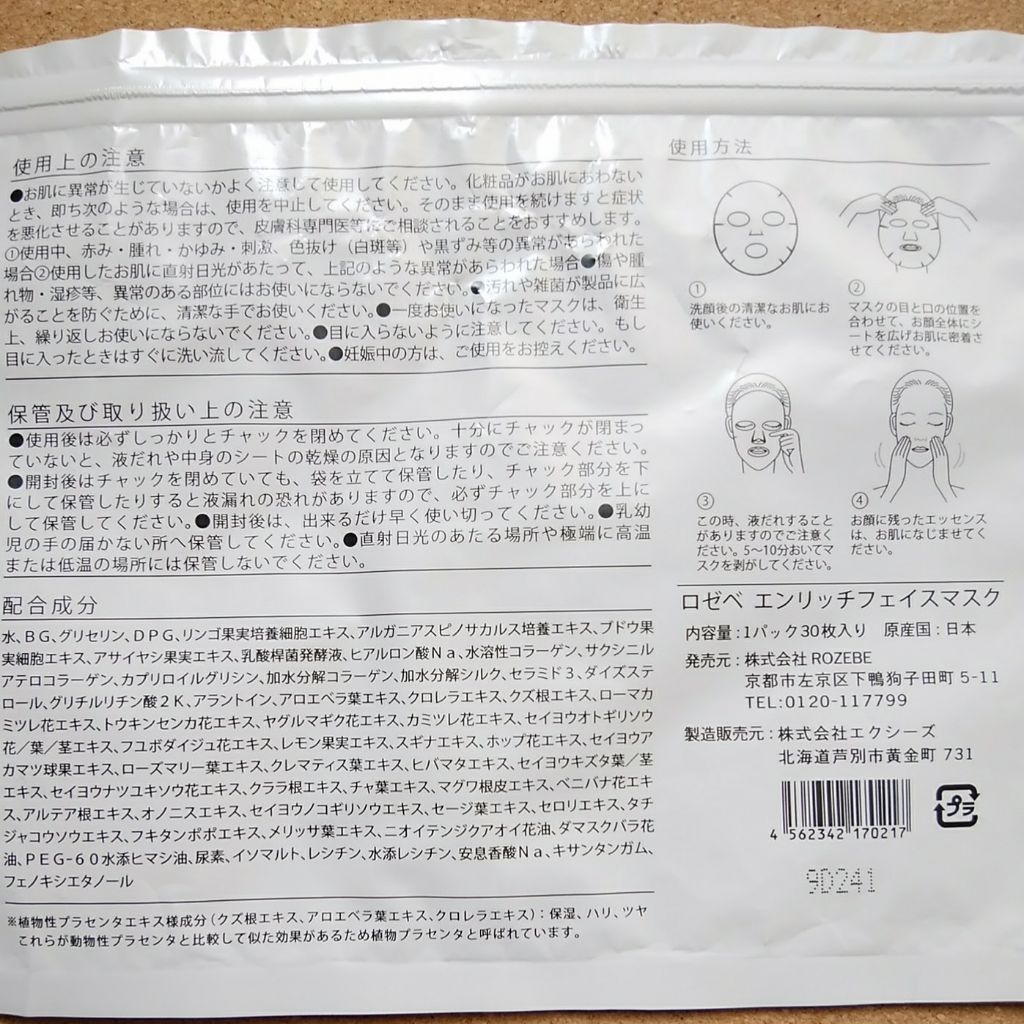 使用上の注意
●お肌に異常が生じていないかよく注意して使用してください。化粧品がお肌にあわない
とき、即ち次のような場合は、使用を中止してください。そのまま使用を続けますと症状
を悪化させることがありますので、皮膚科専門医等にご相談されることをおすすめします。
①使用中、赤み・腫れ・かゆみ・刺激、色抜け（白斑等）や黒ずみ等の異常があらわれた
場合②使用したお肌に直射日光があたって、上記のような異常があらわれた場合●傷や腫
れ物・湿疹等、異常のある部位にはお使いにならないでください。●汚れや雑菌が製品に広
がることを防ぐために、清潔な手でお使いください。●一度お使いになったマスクは、衛生
上、繰り返しお使いにならないでください。●目に入らないように注意してください。もし
目に入ったときはすぐに洗い流してください。●妊娠中の方は、ご使用をお控えください。
保管及び取り扱い上の注意
●使用後は必ずしっかりとチャックを閉めてください。十分にチャックが閉まっ
ていないと、液だれや中身のシートの乾燥の原因となりますのでご注意ください。
●開封後はチャックを閉めていても、袋を立てて保管したり、チャック部分を下
にして保管したりすると液漏れの恐れがありますので、必ずチャック部分を上に
して保管してください。●開封後は、出来るだけ早く使い切ってください。●乳幼
児の手の届かない所へ保管してください。●直射日光のあたる場所や極端に高温
または低温の場所には保管しないでください。
配合成分
水、BG、グリセリン、DPG、リンゴ果実培養細胞エキス、アルガニアスピノサカルス培養エキス、ブドウ果
実細胞エキス、アサイヤシ果実エキス、乳酸桿菌発酵液、ヒアルロン酸Na、水溶性コラーゲン、サクシニル
アテロコラーゲン、カプリロイルグリシン、加水分解コラーゲン、加水分解シルク、セラミド3、ダイズステ
ロール、グリチルリチン酸2K、アラントイン、アロエベラ葉エキス、クロレラエキス、クズ根エキス、ローマカ
ミツレ花エキス、トウキンセンカ花エキス、ヤグルマギク花エキス、カミツレ花エキス、セイヨウオトギリソウ
花／葉／茎エキス、フユボダイジュ花エキス、レモン果実エキス、スギナエキス、ホップ花エキス、セイヨウア
カマツ球果エキス、ローズマリー葉エキス、クレマティス葉エキス、ヒバマタエキス、セイヨウキズタ葉／茎
エキス、セイヨウナツユキソウ花エキス、クララ根エキス、チャ葉エキス、マグワ根皮エキス、ベニバナ花エキ
ス、アルテア根エキス、オノニスエキス、セイヨウノコギリソウエキス、セージ葉エキス、セロリエキス、タチ
ジャコウソウエキス、フキタンポポエキス、メリッサ葉エキス、ニオイテンジクアオイ花油、ダマスクバラ花
油、PEG-60水添ヒマシ油、尿素、イソマルト、レシチン、水添レシチン、安息香酸Na、キサンタンガム、
フェノキシエタノール
※植物性プラセンタエキス様成分（クズ根エキス、アロエベラ葉エキス、クロレラエキス）：保湿、ハリ、ツヤ
これらが動物性プラセンタと比較して似た効果があるため植物プラセンタと呼ばれています。
使用方法
①
洗顔後の清潔なお肌にお
使いください。
②
マスクの目と口の位置を
合わせて、お顔全体にシ
ートを広げお肌に密着さ
せてください。
③
この時、液だれすること
がありますのでご注意く
ださい。5〜10分おいてマ
スクを剥がしてください。
④
お顔に残ったエッセンス
は、お肌になじませてく
ださい。
ロゼベ エンリッチフェイスマスク
内容量：1パック30枚入り 原産国：日本
発売元：株式会社ROZEBE
京都市左京区下鴨狗子田町 5-11
TEL:0120-117799
製造販売元：株式会社エクシーズ
北海道芦別市黄金町 731
プラ
4 562342 170217
9D241